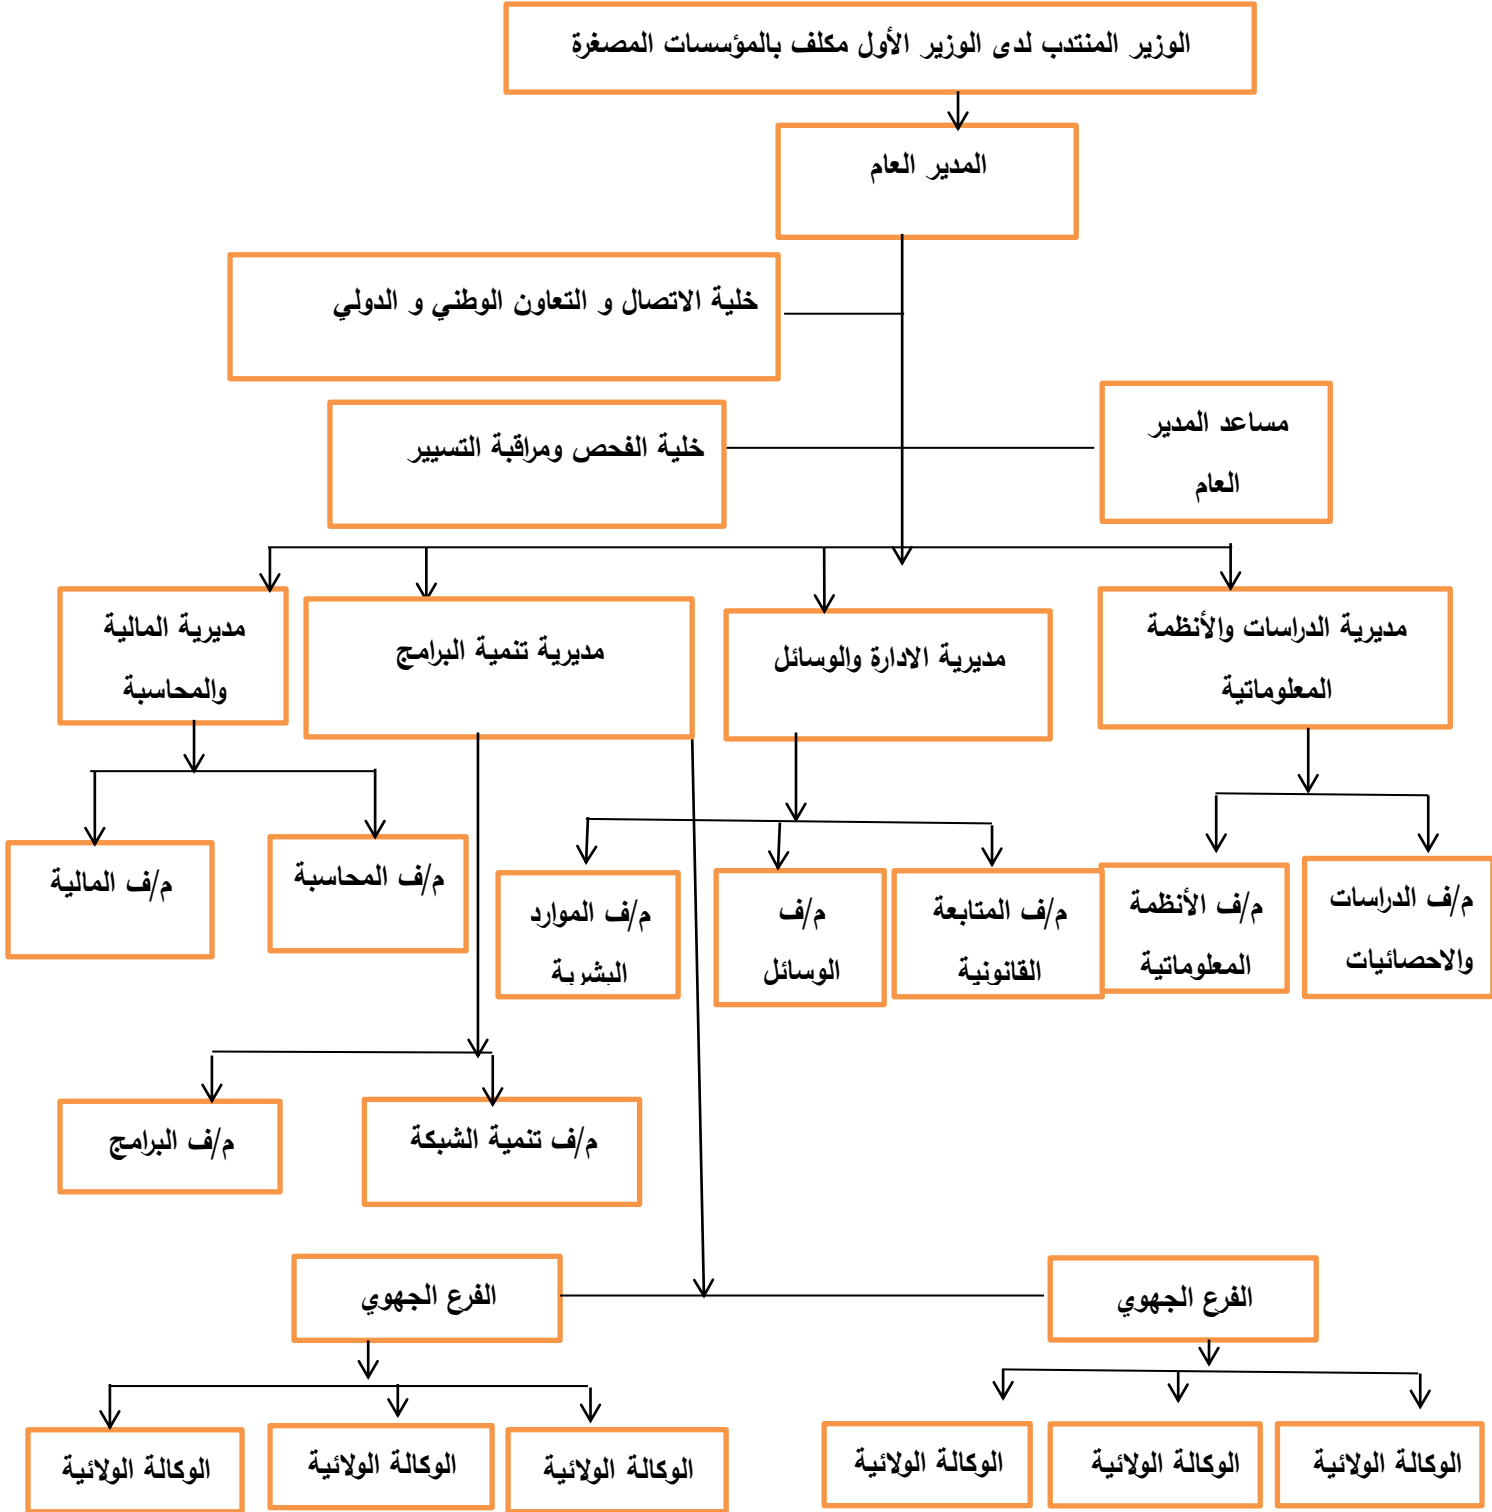 الوزير المنتدب لدى الوزير الأول مكلف بالمؤسسات المصغرة
المدير العام
خلية الاتصال و التعاون الوطني و الدولي
مساعد المدير
العام
خلية الفحص ومراقبة التسيير
مديرية الدراسات والأنظمة
المعلوماتية
مديرية الادارة والوسائل
مديرية تنمية البرامج
مديرية المالية
والمحاسبة
م/ف الدراسات
والاحصائيات
م/ف الأنظمة
المعلوماتية
م/ف المتابعة
القانونية
م/ف
الوسائل
م/ف الموارد
البشرية
م/ف المحاسبة
م/ف المالية
م/ف تنمية الشبكة
م/ف البرامج
الفرع الجهوي
الفرع الجهوي
الوكالة الولائية
الوكالة الولائية
الوكالة الولائية
الوكالة الولائية
الوكالة الولائية
الوكالة الولائية